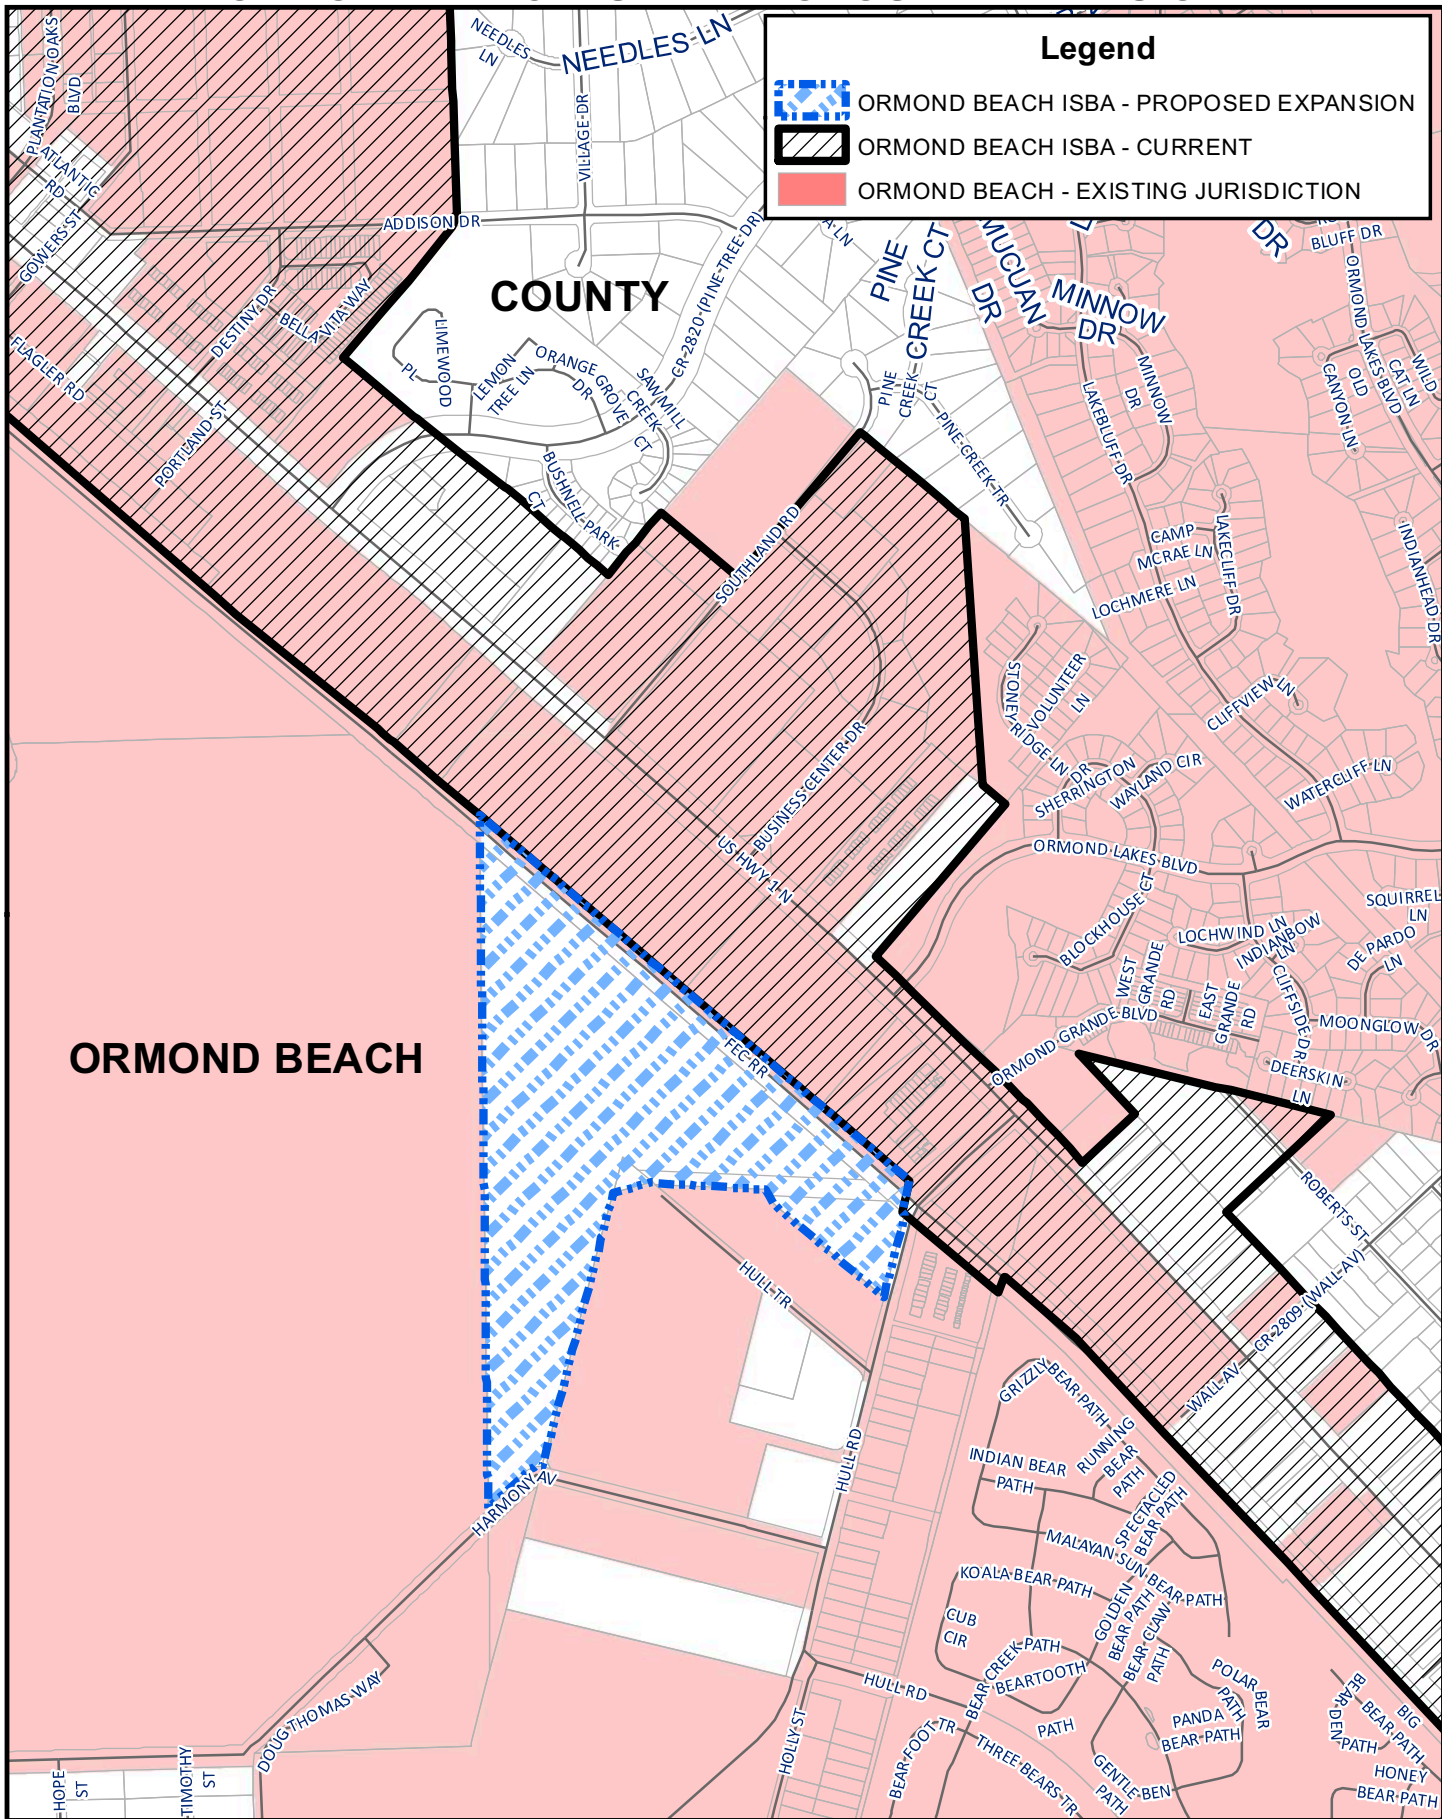 Legend
ORMOND BEACH ISBA - PROPOSED EXPANSION
ORMOND BEACH ISBA - CURRENT
ORMOND BEACH - EXISTING JURISDICTION
PLANTATION OAKS
BLVD
NEEDLES
LN
NEEDLES LN
VILLAGE DR
ATLANTIC
RD
GOWERS ST
ADDISON DR
CR-2820 (PINE TREE DR)
A LN
PINE
CREEK CT
MUCUAN
DR
DR
BLUFF DR
COUNTY
MINNOW
DR
ORMOND LAKES BLVD
DESTINY DR
BELLA VITA WAY
FLAGLER RD
LIMEWOOD
PL
LEMON
TREE LN
ORANGE GROVE
DR
SAWMILL
CREEK
CT
PINE
CREEK
CT
MINNOW
DR
WILD
CAT LN
OLD
CANYON LN
PORTLAND ST
BUSHNELL PARK
CT
PINE CREEK TR
LAKEBLUFF DR
SOUTHLAND RD
CAMP
MCRAE LN
LAKECLIFF DR
LOCHMERE LN
INDIANHEAD DR
STONEY RIDGE LN
VOLUNTEER
LN
CLIFFVIEW LN
BUSINESS CENTER DR
SHERRINGTON
DR
WAYLAND CIR
WATERCLIFF LN
US HWY 1 N
ORMOND LAKES BLVD
BLOCKHOUSE CT
SQUIRREL
LN
LOCHWIND LN
INDIANBOW
LN
DE PARDO
LN
WEST
GRANDE
RD
EAST
GRANDE
RD
CLIFFSIDE DR
MOONGLOW DR
ORMOND GRANDE BLVD
DEERSKIN
LN
ORMOND BEACH
FEC RR
ROBERTS ST
HULL TR
CR-2809 (WALL AV)
WALL AV
GRIZZLY BEAR PATH
RUNNING
BEAR
PATH
INDIAN BEAR
PATH
HULL RD
SPECTACLED
BEAR PATH
HARMONY AV
MALAYAN SUN BEAR PATH
KOALA BEAR PATH
GOLDEN
BEAR PATH
CUB
CIR
BEAR CLAW
PATH
BEAR CREEK PATH
BEARTOOTH
PATH
HULL RD
POLAR BEAR
PATH
PANDA
BEAR PATH
BEAR DEN
PATH
BIG
BEAR PATH
DOUG THOMAS WAY
HOLLY ST
BEAR FOOT TR
THREE BEARS TR
GENTLE BEN
PATH
HONEY
BEAR PATH
HOPE
ST
TIMOTHY
ST